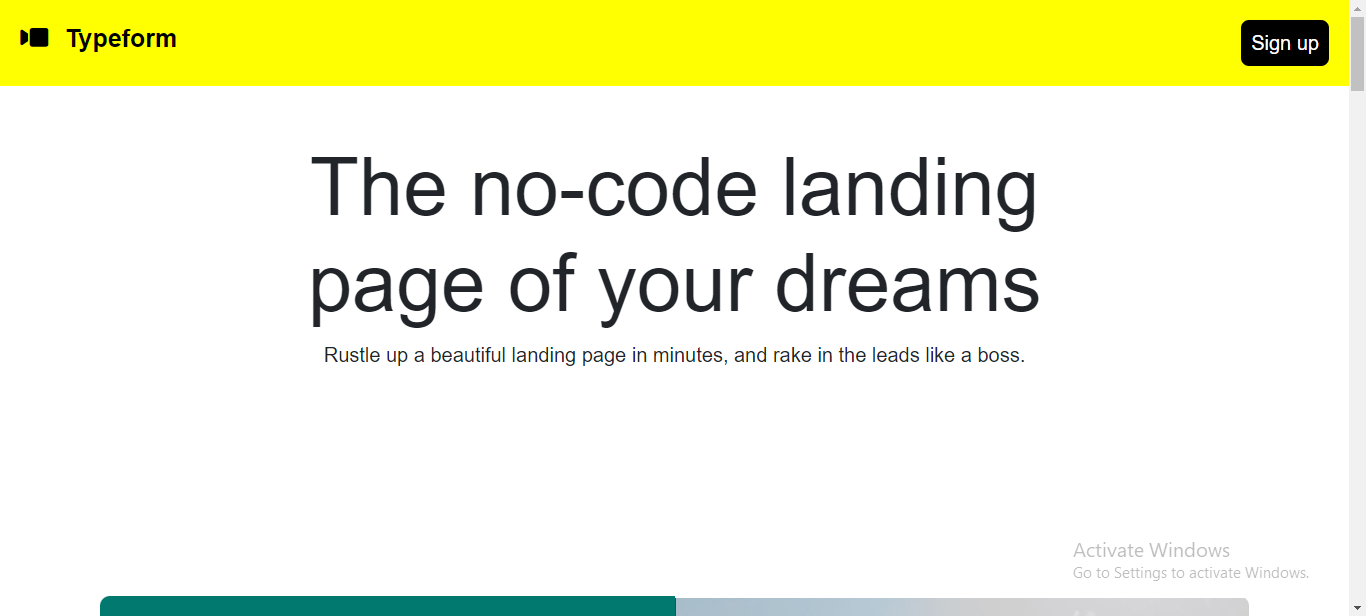 Typeform
Sign up
The no-code landing
page of your dreams
Rustle up a beautiful landing page in minutes, and rake in the leads like a boss.
Activate Windows
Go to Settings to activate Windows.